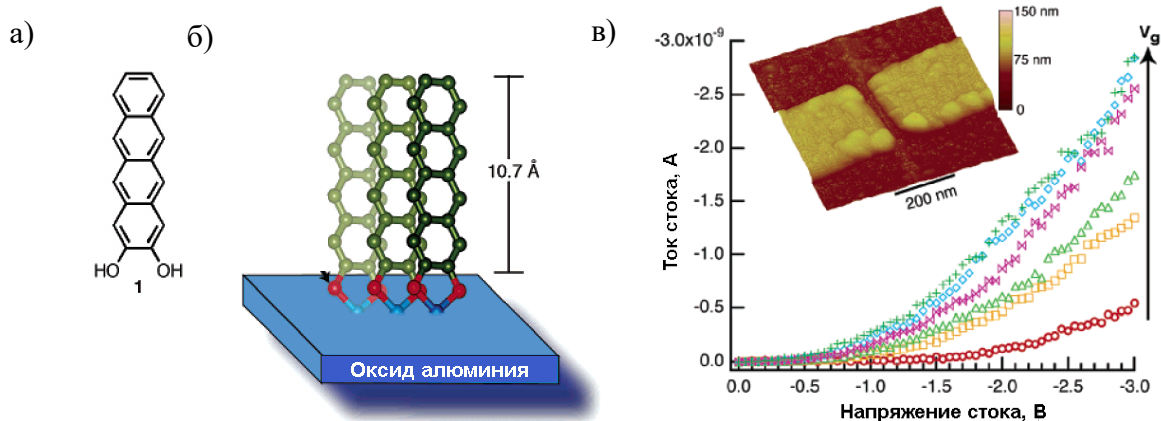 а)
HO OH
1
б)
10.7 Å
Оксид алюминия
в)
Ток стока, А
-3.0x10⁻⁹
-2.5
-2.0
-1.5
-1.0
-0.5
0.0
150 nm
75 nm
0
200 nm
Vg
0.0 -0.5 -1.0 -1.5 -2.0 -2.5 -3.0
Напряжение стока, В